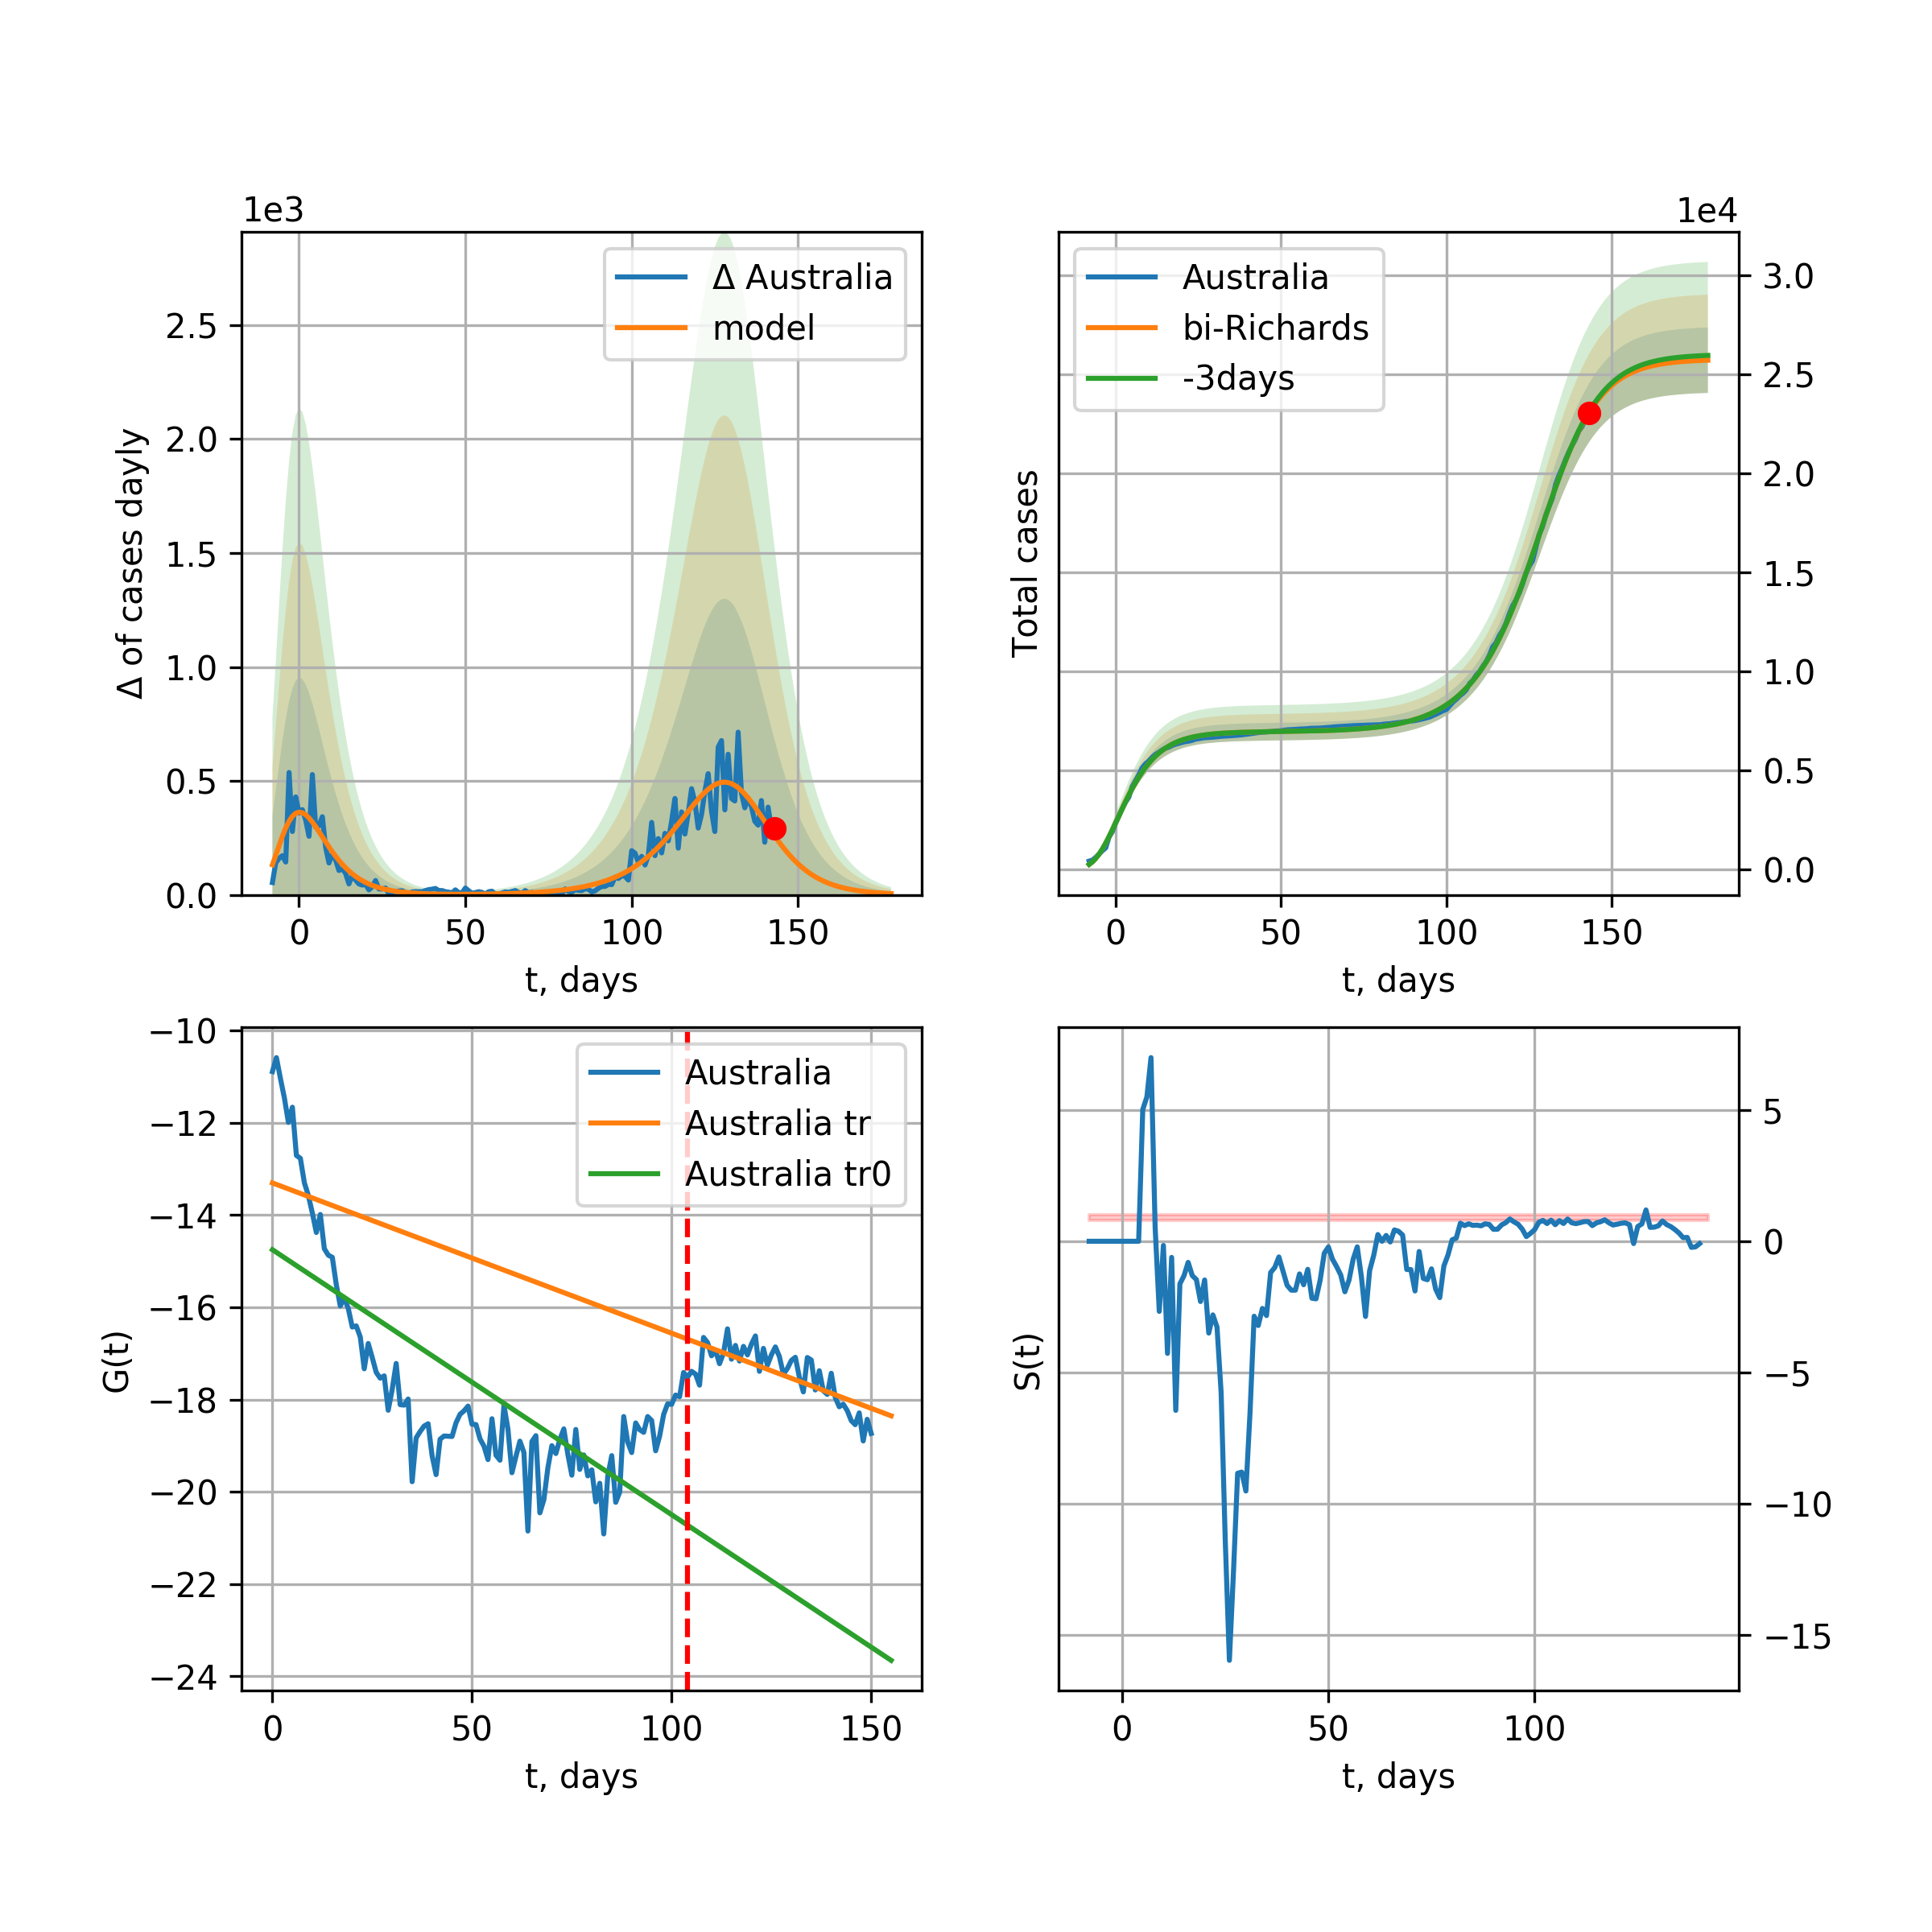 1e3
Δ Australia
model
2.5
2.0
1.5
1.0
0.5
0.0
Δ of cases dayly
0 50 100 150
t, days
1e4
Australia
bi-Richards
-3days
3.0
2.5
2.0
1.5
1.0
0.5
0.0
Total cases
0 50 100 150
t, days
Australia
Australia tr
Australia tr0
−10
−12
−14
−16
−18
−20
−22
−24
G(t)
0 50 100 150
t, days
5
0
−5
−10
−15
S(t)
0 50 100
t, days